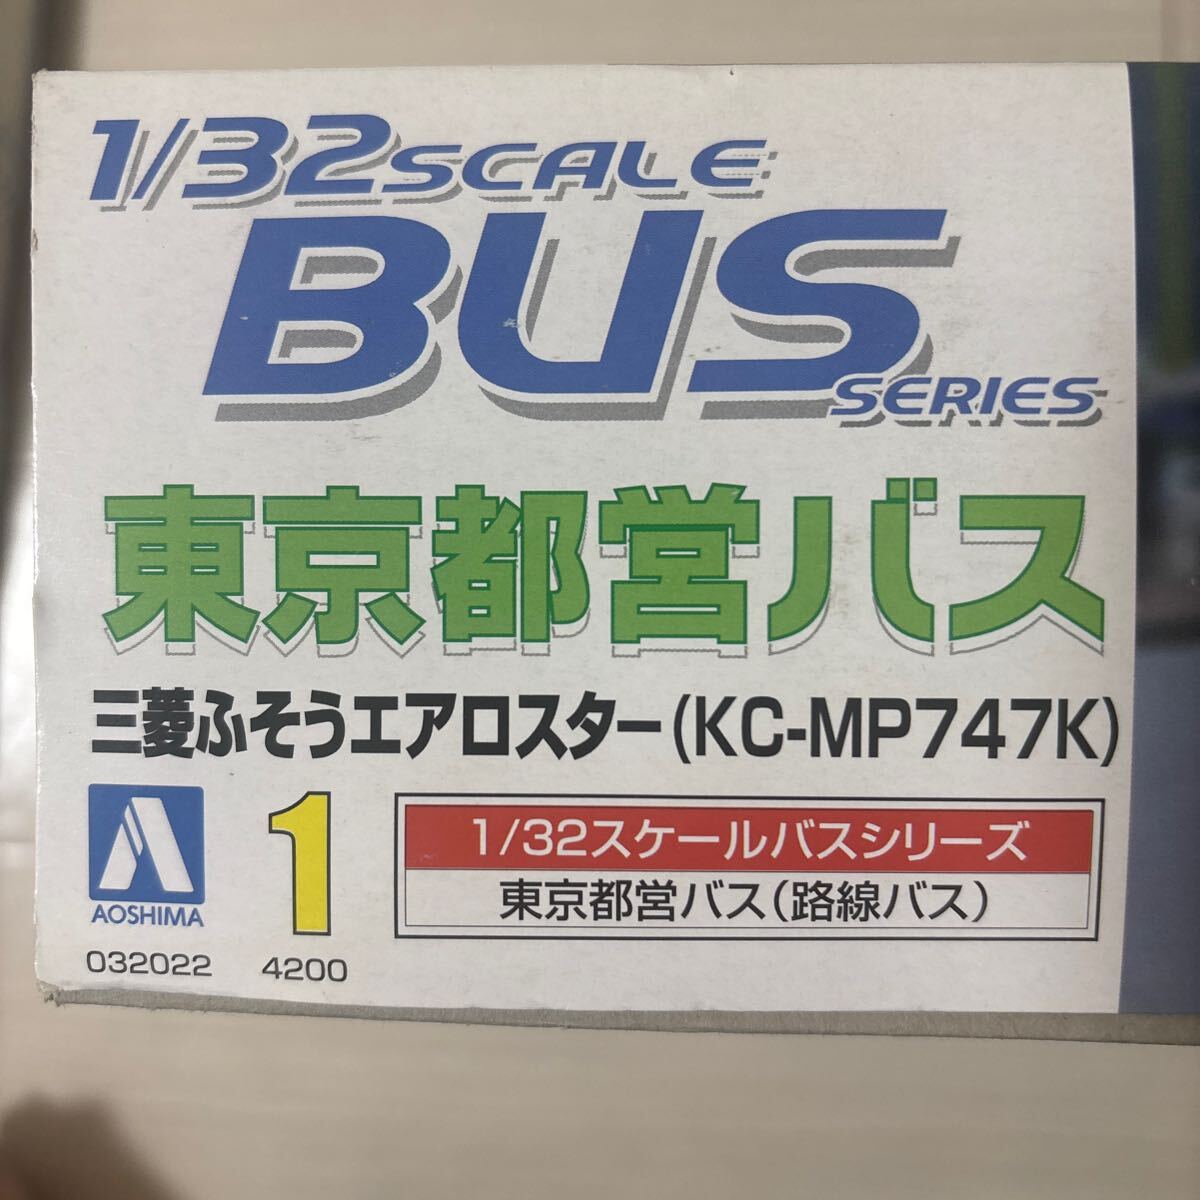 1/32SCALE
BUS
SERIES
東京都営バス
三菱ふそうエアロスター(KC-MP747K)
AOSHIMA
1
1/32スケールバスシリーズ
東京都営バス(路線バス)
032022 4200